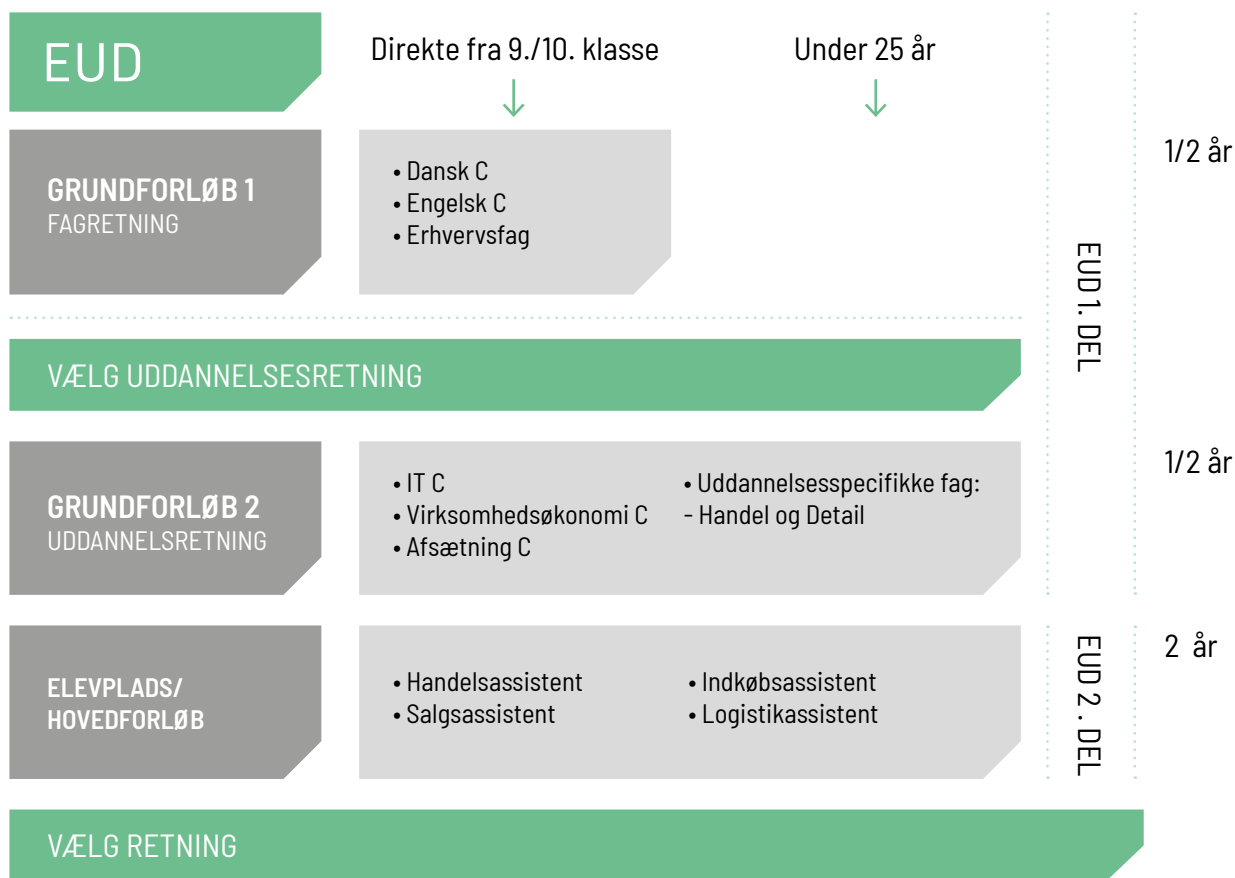 EUD
Direkte fra 9./10. klasse
Under 25 år
GRUNDFORLØB 1
FAGRETNING
• Dansk C
• Engelsk C
• Erhvervsfag
1/2 år
EUD 1. DEL
VÆLG UDDANNELSESRETNING
GRUNDFORLØB 2
UDDANNELSRETNING
• IT C
• Virksomhedsøkonomi C
• Afsætning C
• Uddannelsesspecifikke fag:
- Handel og Detail
1/2 år
ELEVPLADS/
HOVEDFORLØB
• Handelsassistent
• Salgsassistent
• Indkøbsassistent
• Logistikassistent
EUD 2 . DEL
2 år
VÆLG RETNING